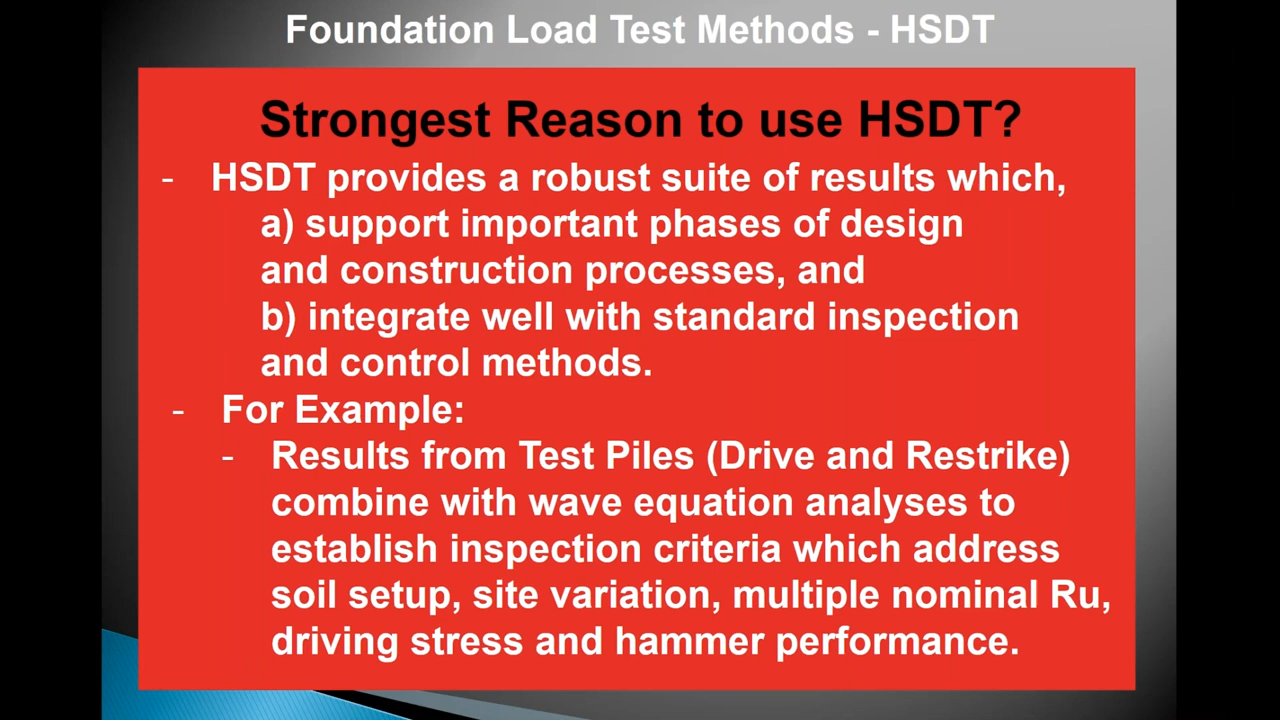 Foundation Load Test Methods - HSDT
Strongest Reason to use HSDT?
- HSDT provides a robust suite of results which,
a) support important phases of design
and construction processes, and
b) integrate well with standard inspection
and control methods.
- For Example:
- Results from Test Piles (Drive and Restrike)
combine with wave equation analyses to
establish inspection criteria which address
soil setup, site variation, multiple nominal Ru,
driving stress and hammer performance.